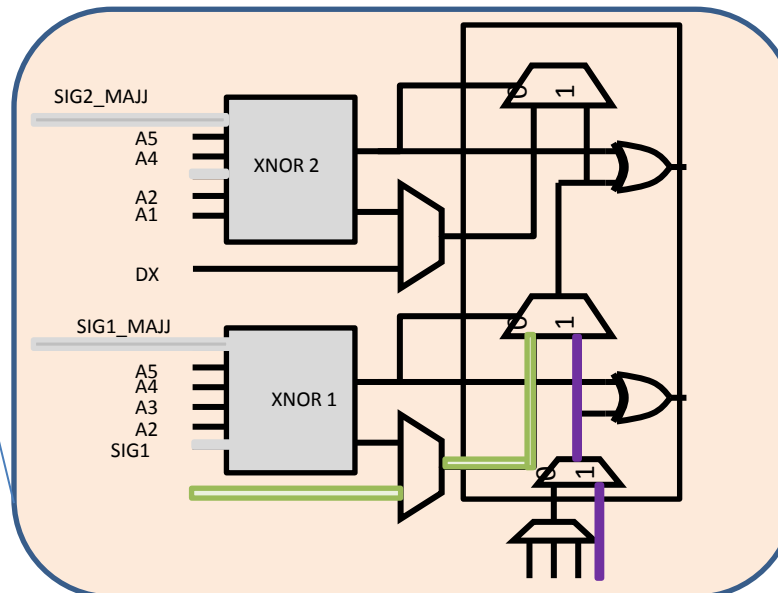 SIG2_MAJJ
A5
A4
XNOR 2
A2
A1
DX
0 1
SIG1_MAJJ
0 1
A5
A4
A3
XNOR 1
A2
SIG1
0 1